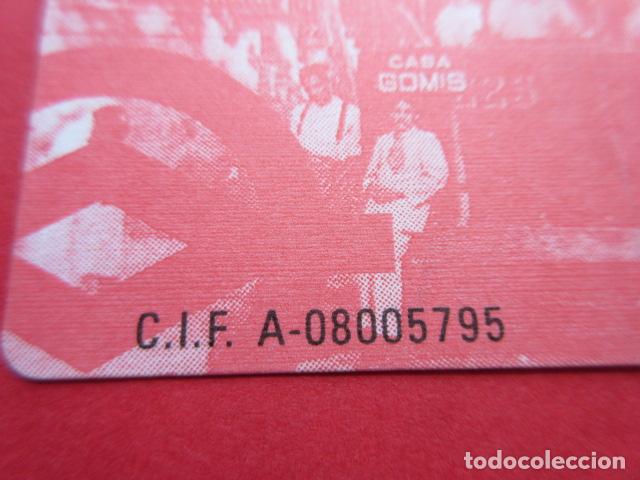 CASA
GOMIS
C.I.F. A-08005795
todocoleccion